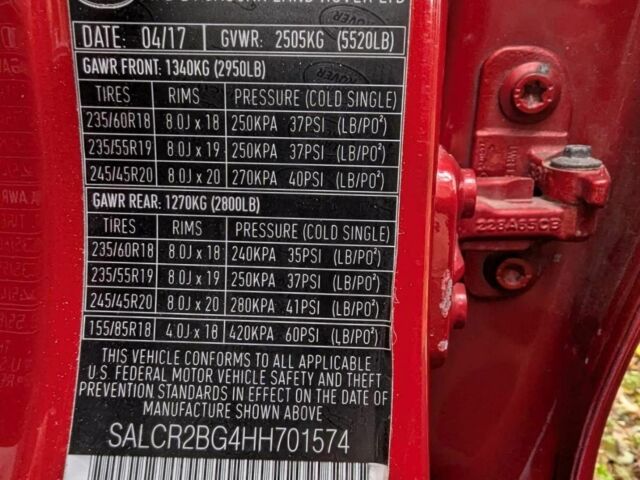 LAND ROVER LTD
DATE: 04/17 GVWR: 2505KG (5520LB)
GAWR FRONT: 1340KG (2950LB)
TIRES RIMS PRESSURE (COLD SINGLE)
235/60R18 8.0J x 18 250KPA 37PSI (LB/PO²)
235/55R19 8.0J x 19 250KPA 37PSI (LB/PO²)
245/45R20 8.0J x 20 270KPA 40PSI (LB/PO²)
GAWR REAR: 1270KG (2800LB)
TIRES RIMS PRESSURE (COLD SINGLE)
235/60R18 8.0J x 18 240KPA 35PSI (LB/PO²)
235/55R19 8.0J x 19 250KPA 37PSI (LB/PO²)
245/45R20 8.0J x 20 280KPA 41PSI (LB/PO²)
155/85R18 4.0J x 18 420KPA 60PSI (LB/PO²)
THIS VEHICLE CONFORMS TO ALL APPLICABLE
U.S. FEDERAL MOTOR VEHICLE SAFETY AND THEFT
PREVENTION STANDARDS IN EFFECT ON THE DATE
OF MANUFACTURE SHOWN ABOVE
SALCR2BG4HH701574
228A65CB